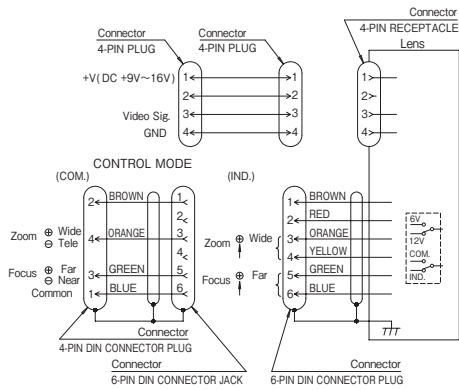 Connector
4-PIN PLUG
Connector
4-PIN PLUG
Connector
4-PIN RECEPTACLE
Lens
+V(DC +9V～16V) 1 1 1
2 2 2
Video Sig. 3 3 3
GND 4 4 4
CONTROL MODE
(COM.)
(IND.)
2 BROWN 1
2
Zoom ⊕ Wide
⊖ Tele
4 ORANGE 3
4
Focus ⊕ Far
⊖ Near
3 GREEN 5
Common 1 BLUE 6
1 BROWN
2 RED
Zoom ⊕ Wide 3 ORANGE
4 YELLOW
Focus ⊕ Far 5 GREEN
6 BLUE
6V
12V
COM.
IND.
Connector
4-PIN DIN CONNECTOR PLUG
Connector
6-PIN DIN CONNECTOR JACK
Connector
6-PIN DIN CONNECTOR PLUG